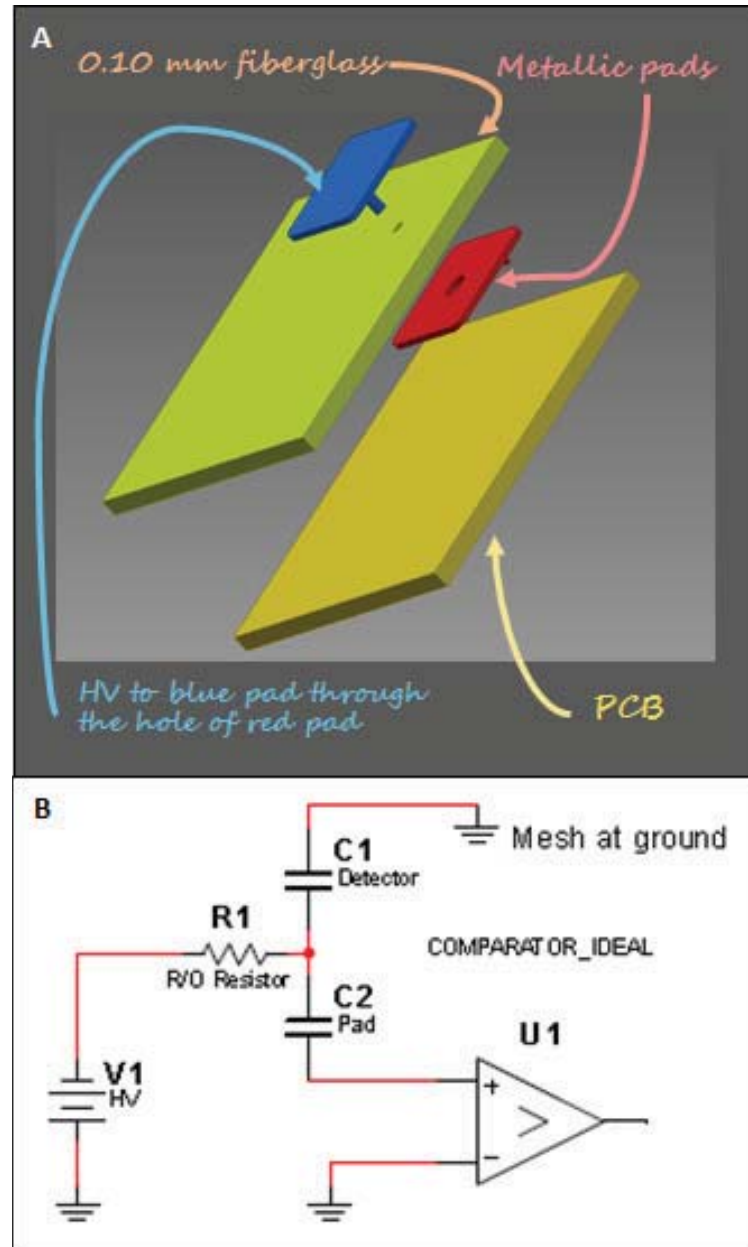 A
0.10 mm fiberglass
Metallic pads
HV to blue pad through
the hole of red pad
PCB
B
Mesh at ground
C1
Detector
R1
R/O Resistor
COMPARATOR_IDEAL
C2
Pad
U1
V1
HV
+
>
−